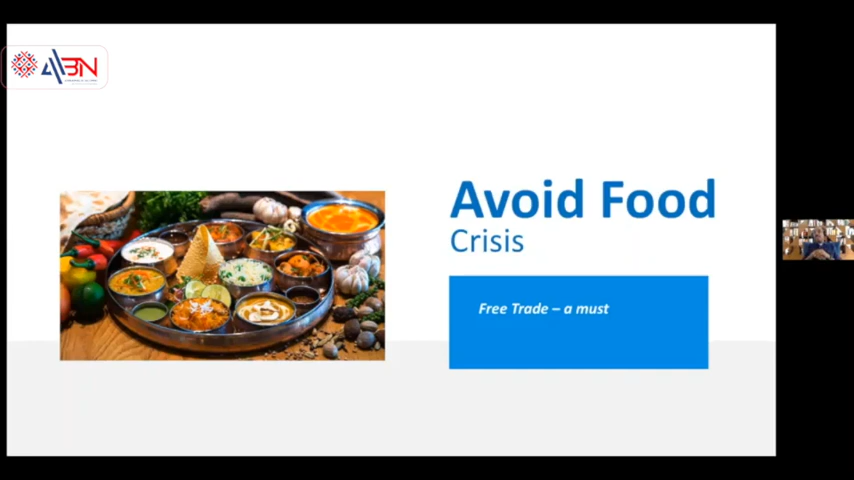 ABN
Avoid Food
Crisis
Free Trade – a must